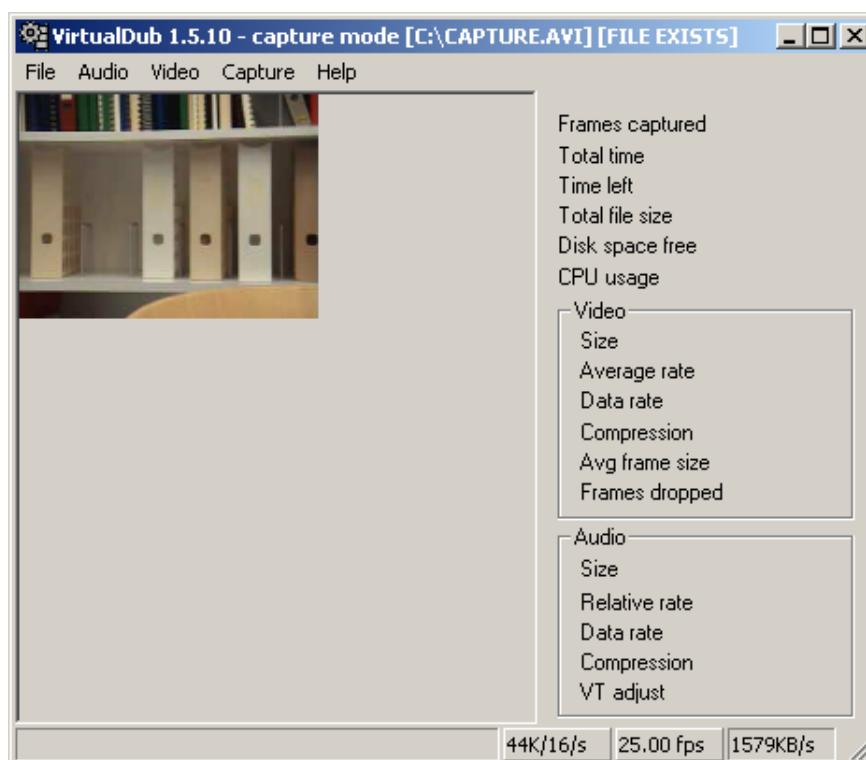 VirtualDub 1.5.10 - capture mode [C:\CAPTURE.AVI] [FILE EXISTS]
File Audio Video Capture Help
Frames captured
Total time
Time left
Total file size
Disk space free
CPU usage
Video
Size
Average rate
Data rate
Compression
Avg frame size
Frames dropped
Audio
Size
Relative rate
Data rate
Compression
VT adjust
44K/16/s 25.00 fps 1579KB/s